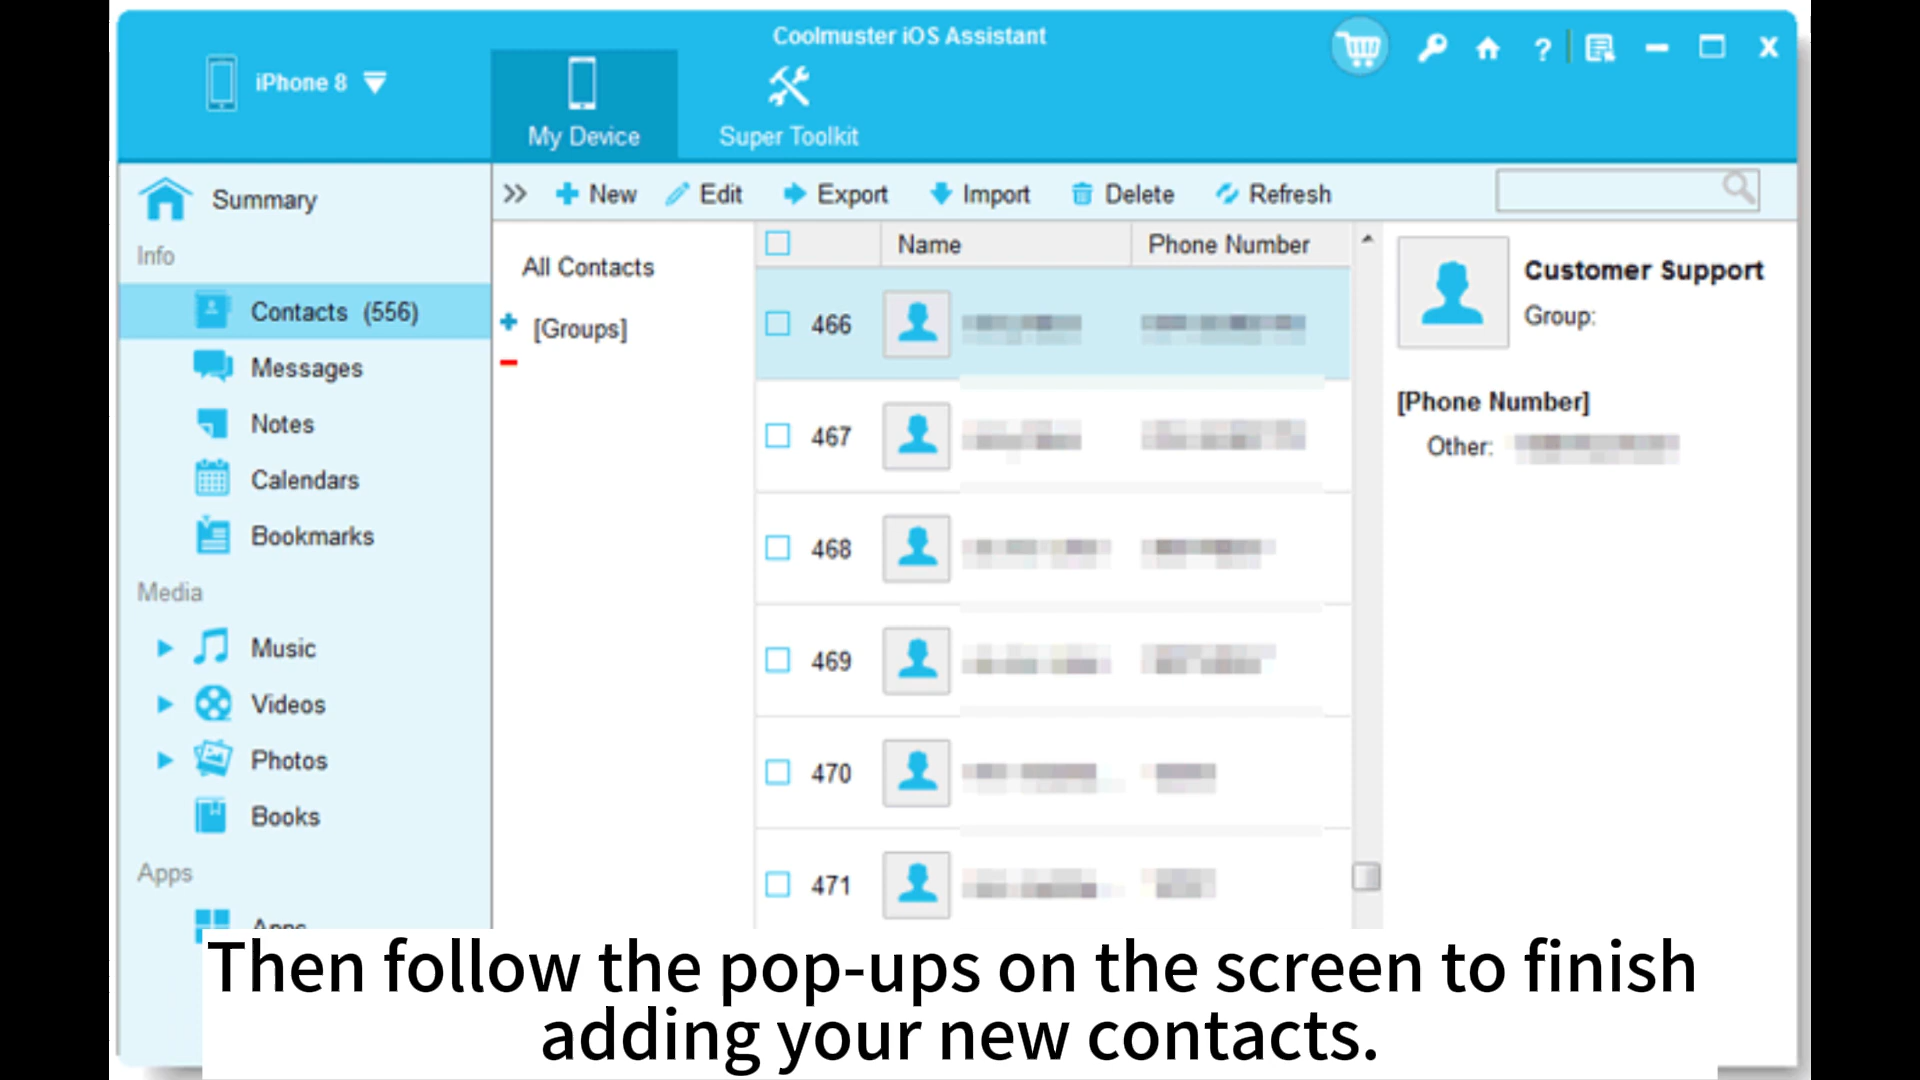 Coolmuster iOS Assistant
iPhone 8
My Device
Super Toolkit
?
X
Summary
Info
Contacts (556)
Messages
Notes
Calendars
Bookmarks
Media
Music
Videos
Photos
Books
Apps
Apps
>> New Edit Export Import Delete Refresh
All Contacts
[Groups]
Name Phone Number
466
467
468
469
470
471
Customer Support
Group:
[Phone Number]
Other:
Then follow the pop-ups on the screen to finish
adding your new contacts.